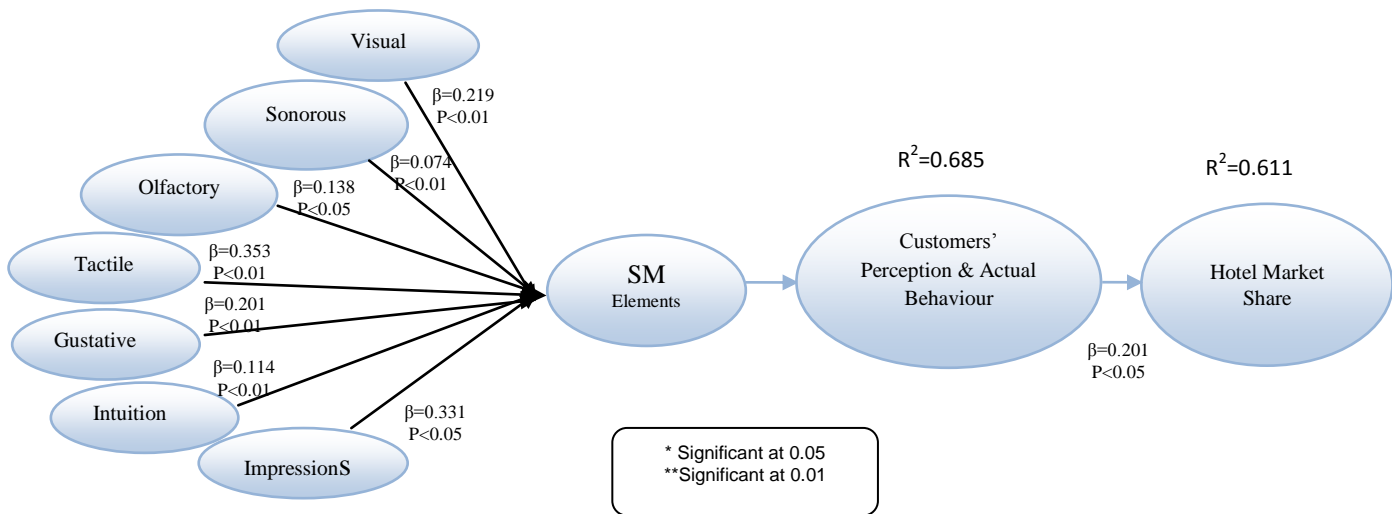 Visual
β=0.219
P<0.01
Sonorous
β=0.074
P<0.01
Olfactory
β=0.138
P<0.05
Tactile
β=0.353
P<0.01
Gustative
β=0.201
P<0.01
Intuition
β=0.114
P<0.01
ImpressionS
β=0.331
P<0.05
SM
Elements
R²=0.685
Customers’
Perception & Actual
Behaviour
β=0.201
P<0.05
R²=0.611
Hotel Market
Share
* Significant at 0.05
**Significant at 0.01